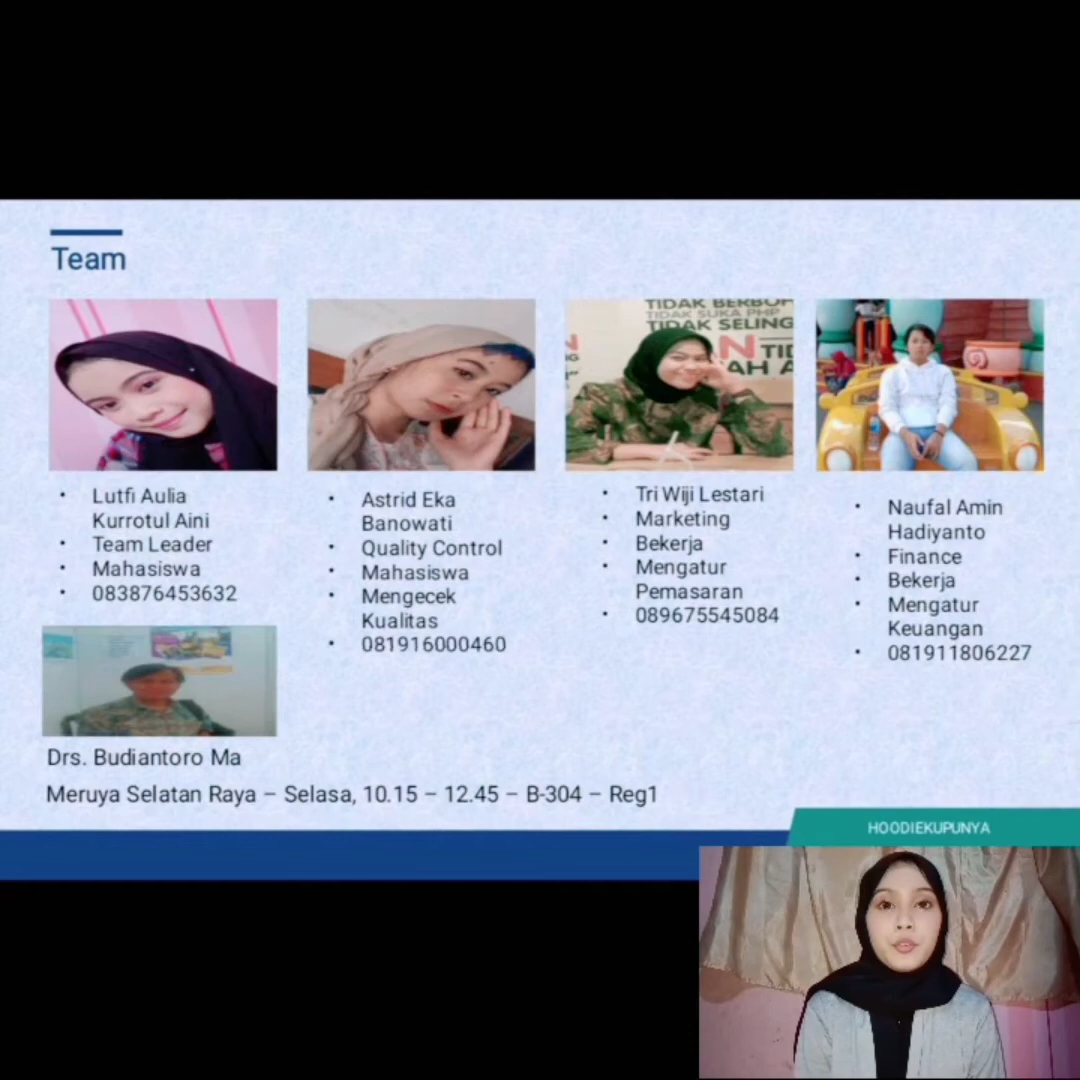 Team
TIDAK BERBOH
TIDAK SUKA PHP
TIDAK SELING
N TID
AH A
Lutfi Aulia
Kurrotul Aini
Team Leader
Mahasiswa
083876453632
Astrid Eka
Banowati
Quality Control
Mahasiswa
Mengecek
Kualitas
081916000460
Tri Wiji Lestari
Marketing
Bekerja
Mengatur
Pemasaran
089675545084
Naufal Amin
Hadiyanto
Finance
Bekerja
Mengatur
Keuangan
081911806227
Drs. Budiantoro Ma
Meruya Selatan Raya – Selasa, 10.15 – 12.45 – B-304 – Reg1
HOODIEKUPUNYA